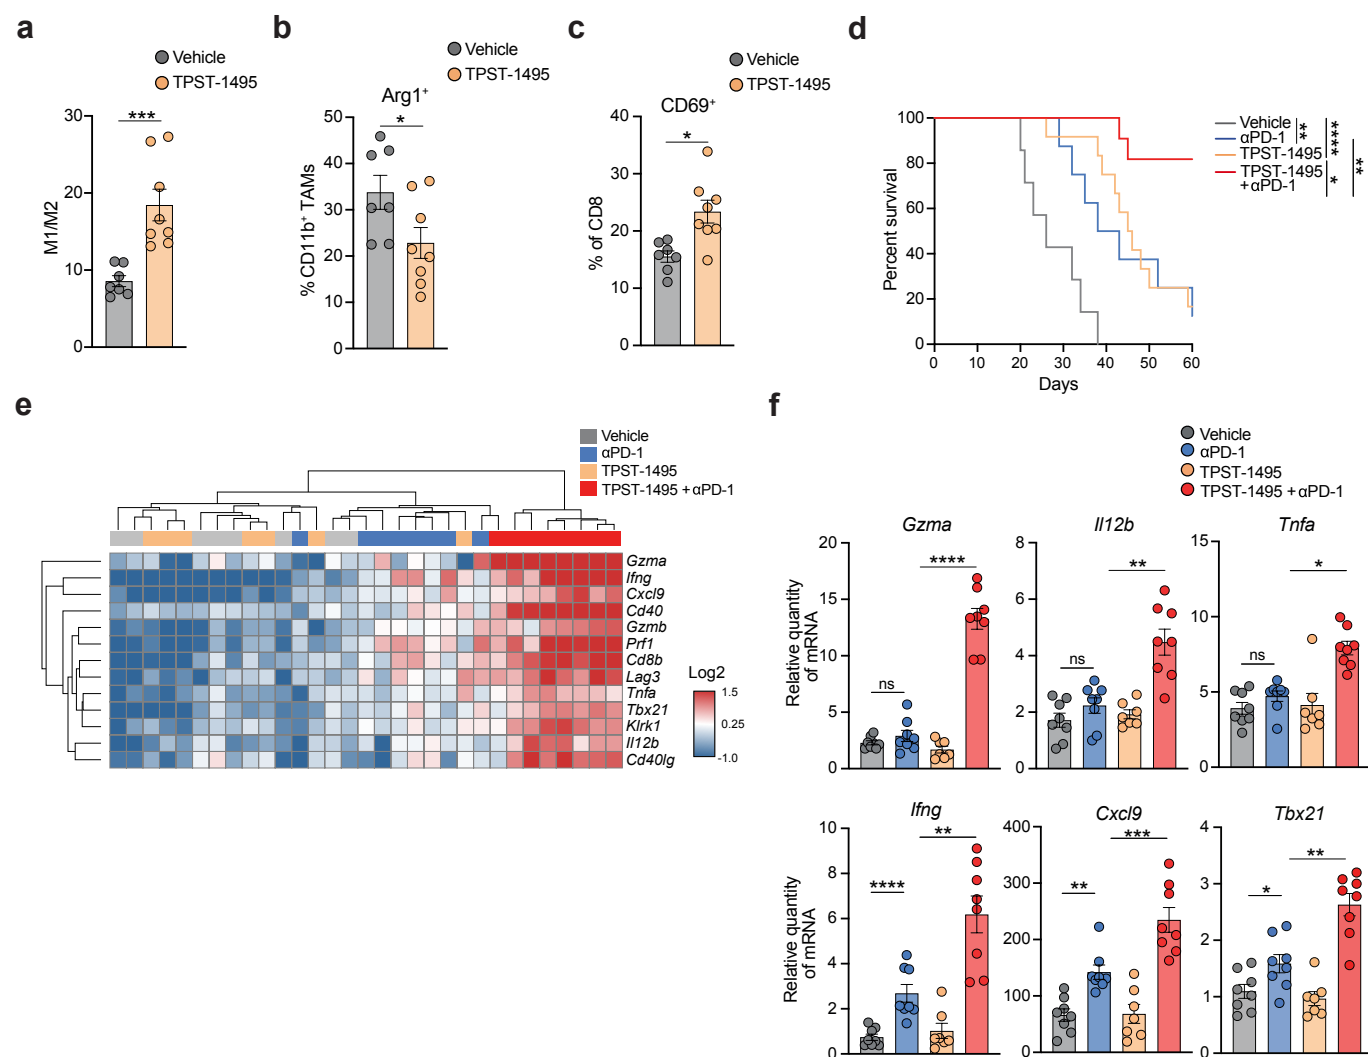 a
Vehicle
TPST-1495
***
30
20
10
0
M1/M2
b
Vehicle
TPST-1495
Arg1⁺
*
50
40
30
20
10
0
% CD11b⁺ TAMs
c
Vehicle
TPST-1495
CD69⁺
*
40
30
20
10
0
% of CD8
d
100
80
60
40
20
0
Percent survival
0
10
20
30
40
50
60
Days
Vehicle
αPD-1
TPST-1495
TPST-1495
+αPD-1
**
****
*
**
e
Vehicle
αPD-1
TPST-1495
TPST-1495 +αPD-1
Gzma
Ifng
Cxcl9
Cd40
Gzmb
Prf1
Cd8b
Lag3
Tnfa
Tbx21
Klrk1
Il12b
Cd40lg
Log2
1.5
0.25
-1.0
f
Vehicle
αPD-1
TPST-1495
TPST-1495 +αPD-1
Gzma
20
15
10
5
0
Relative quantity
of mRNA
ns
****
Il12b
8
6
4
2
0
ns
**
Tnfa
15
10
5
0
ns
*
Ifng
10
8
6
4
2
0
Relative quantity
of mRNA
****
**
Cxcl9
400
300
200
100
0
**
***
Tbx21
4
3
2
1
0
*
**